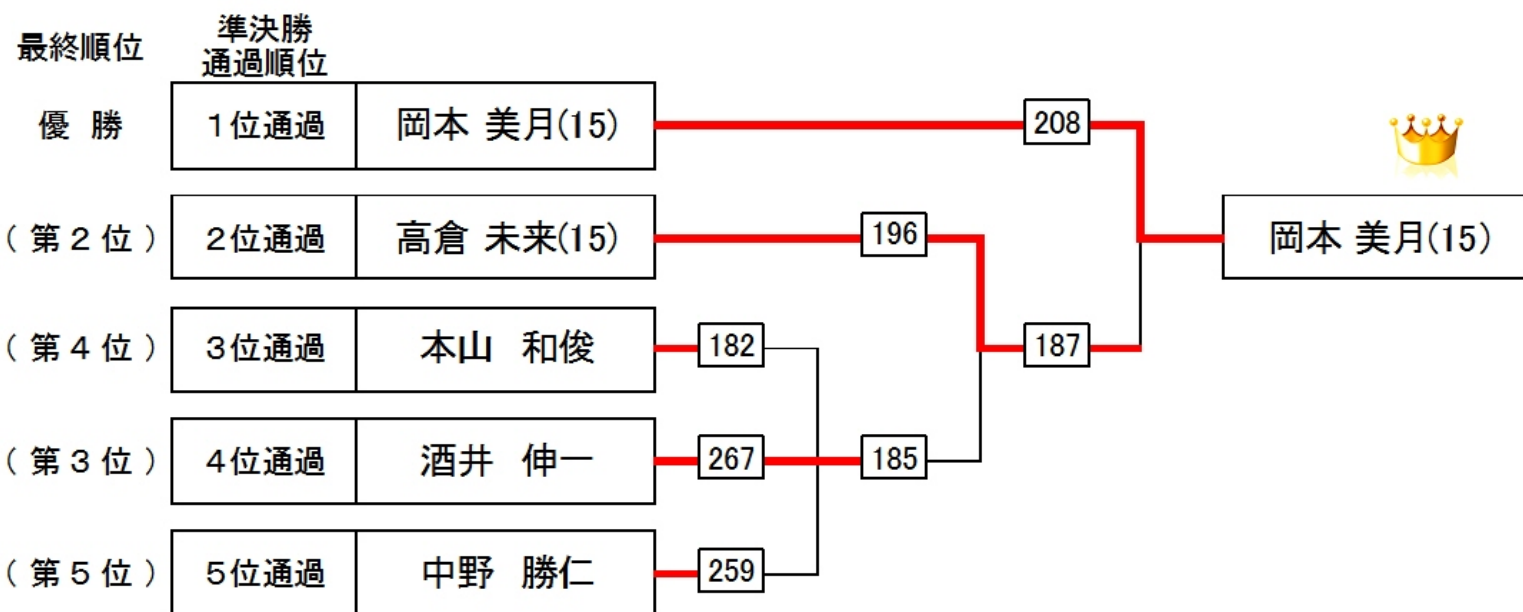 最終順位
準決勝
通過順位
優 勝 1位通過 岡本 美月(15) 208
(第2位) 2位通過 高倉 未来(15) 196 岡本 美月(15)
(第4位) 3位通過 本山 和俊 182 187
(第3位) 4位通過 酒井 伸一 267 185
(第5位) 5位通過 中野 勝仁 259